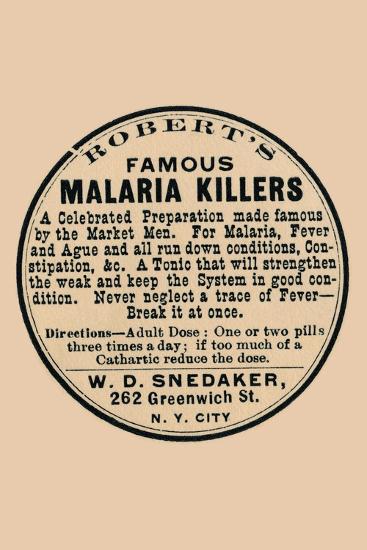 ROBERT'S
FAMOUS
MALARIA KILLERS
A Celebrated Preparation made famous
by the Market Men. For Malaria, Fever
and Ague and all run down conditions, Con-
stipation, &c. A Tonic that will strengthen
the weak and keep the System in good con-
dition. Never neglect a trace of Fever—
Break it at once.
Directions—Adult Dose: One or two pills
three times a day; if too much of a
Cathartic reduce the dose.
W. D. SNEDAKER,
262 Greenwich St.
N. Y. CITY